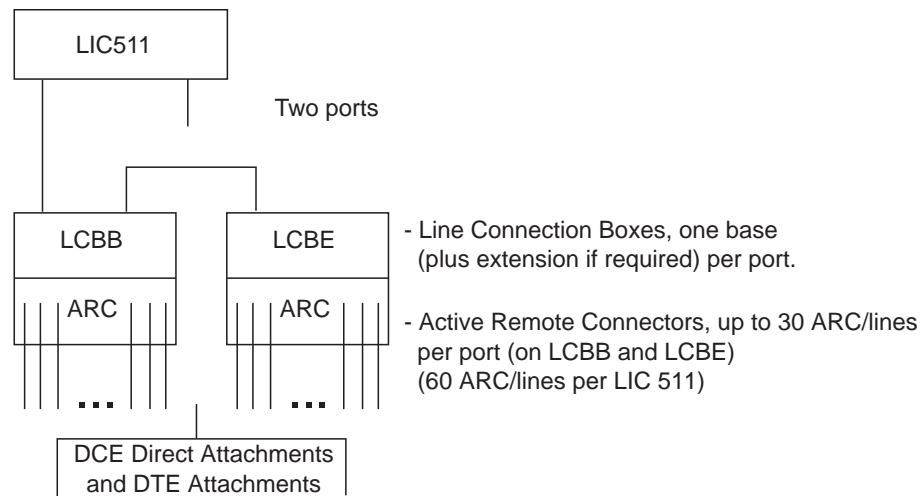 LIC511
Two ports
LCBB
LCBE
- Line Connection Boxes, one base
(plus extension if required) per port.
ARC
ARC
- Active Remote Connectors, up to 30 ARC/lines
per port (on LCBB and LCBE)
(60 ARC/lines per LIC 511)
...
...
DCE Direct Attachments
and DTE Attachments